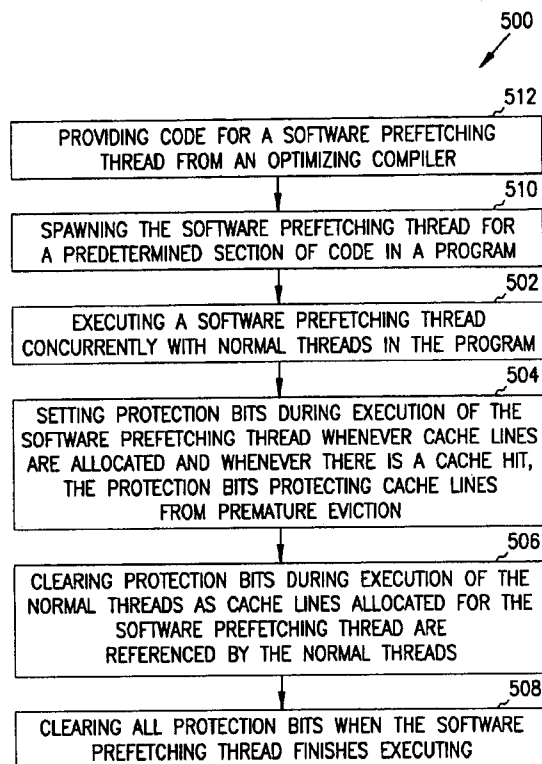 500
512
PROVIDING CODE FOR A SOFTWARE PREFETCHING
THREAD FROM AN OPTIMIZING COMPILER
510
SPAWNING THE SOFTWARE PREFETCHING THREAD FOR
A PREDETERMINED SECTION OF CODE IN A PROGRAM
502
EXECUTING A SOFTWARE PREFETCHING THREAD
CONCURRENTLY WITH NORMAL THREADS IN THE PROGRAM
504
SETTING PROTECTION BITS DURING EXECUTION OF THE
SOFTWARE PREFETCHING THREAD WHENEVER CACHE LINES
ARE ALLOCATED AND WHENEVER THERE IS A CACHE HIT,
THE PROTECTION BITS PROTECTING CACHE LINES
FROM PREMATURE EVICTION
506
CLEARING PROTECTION BITS DURING EXECUTION OF THE
NORMAL THREADS AS CACHE LINES ALLOCATED FOR THE
SOFTWARE PREFETCHING THREAD ARE
REFERENCED BY THE NORMAL THREADS
508
CLEARING ALL PROTECTION BITS WHEN THE SOFTWARE
PREFETCHING THREAD FINISHES EXECUTING